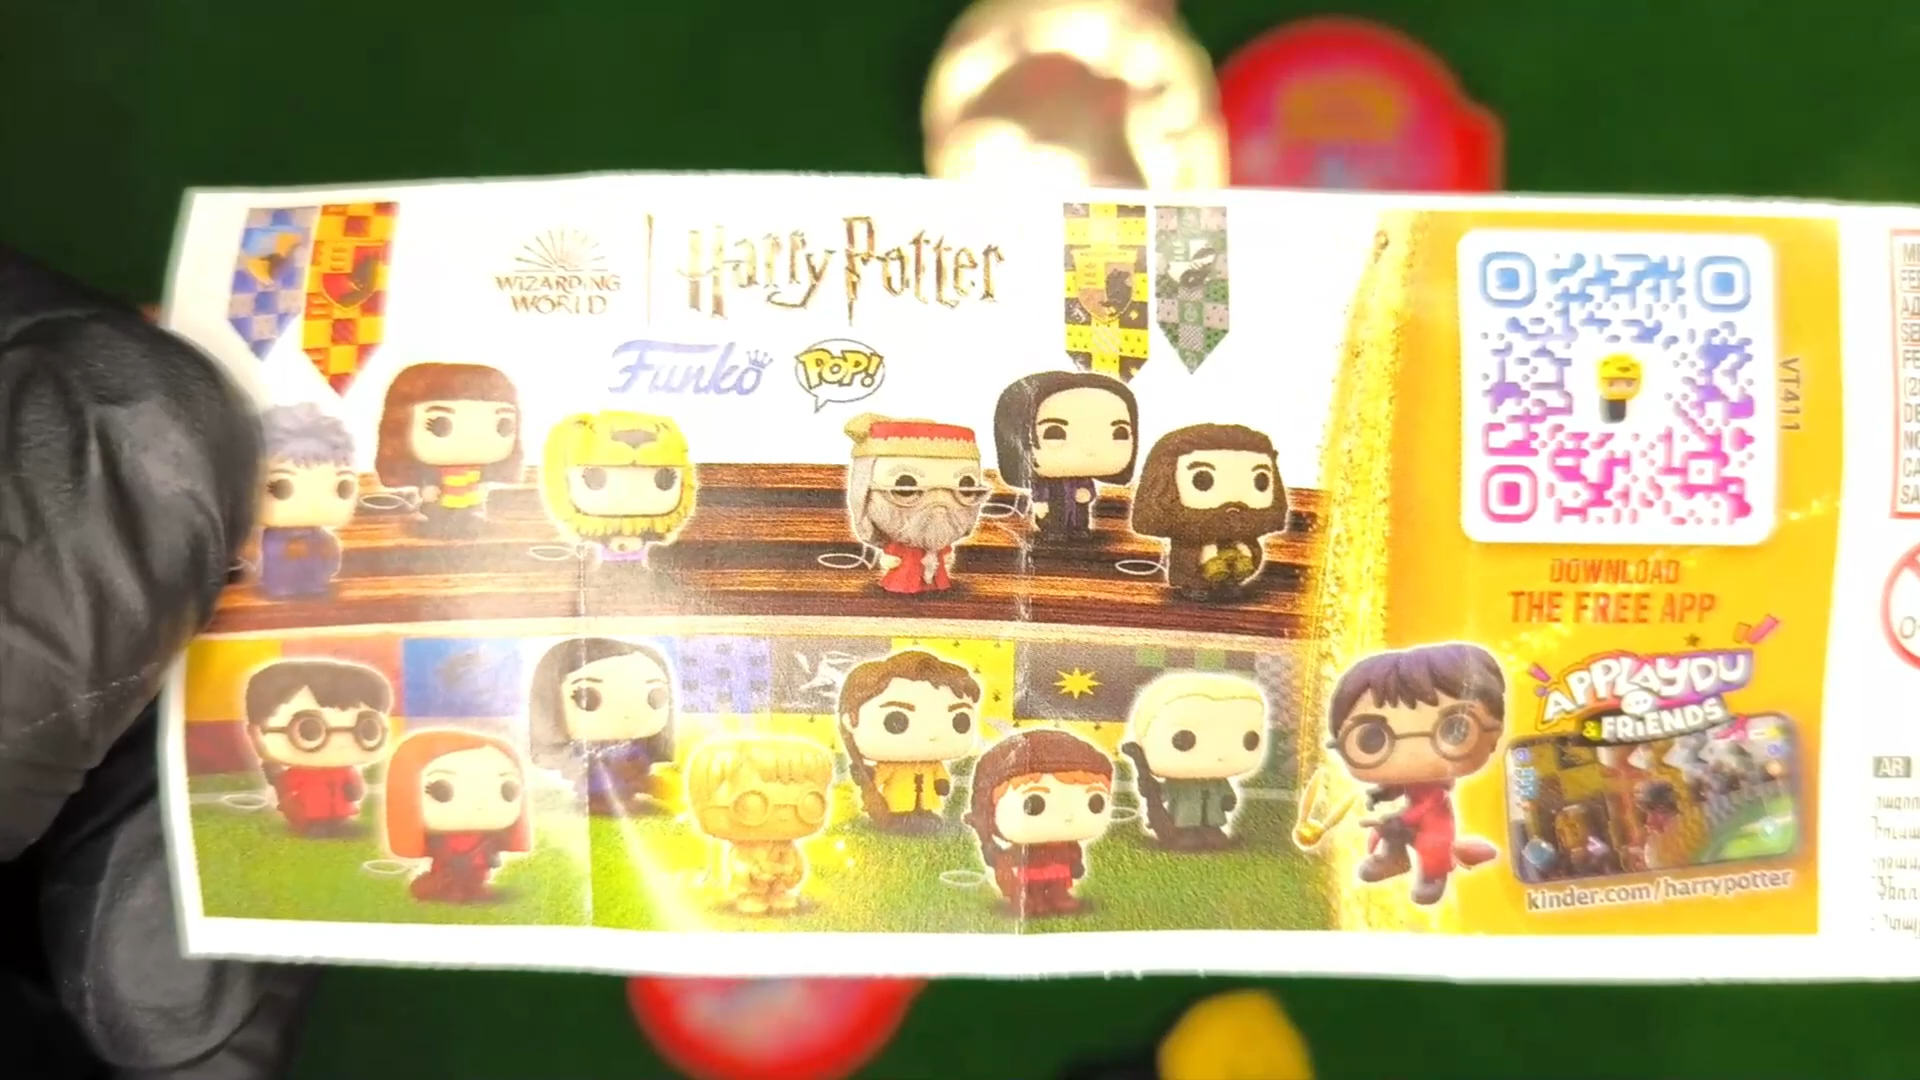 WIZARDING
WORLD
Harry Potter
Funko
POP!
VT411
DOWNLOAD
THE FREE APP
APPLAYDU
& FRIENDS
kinder.com/harrypotter
AR